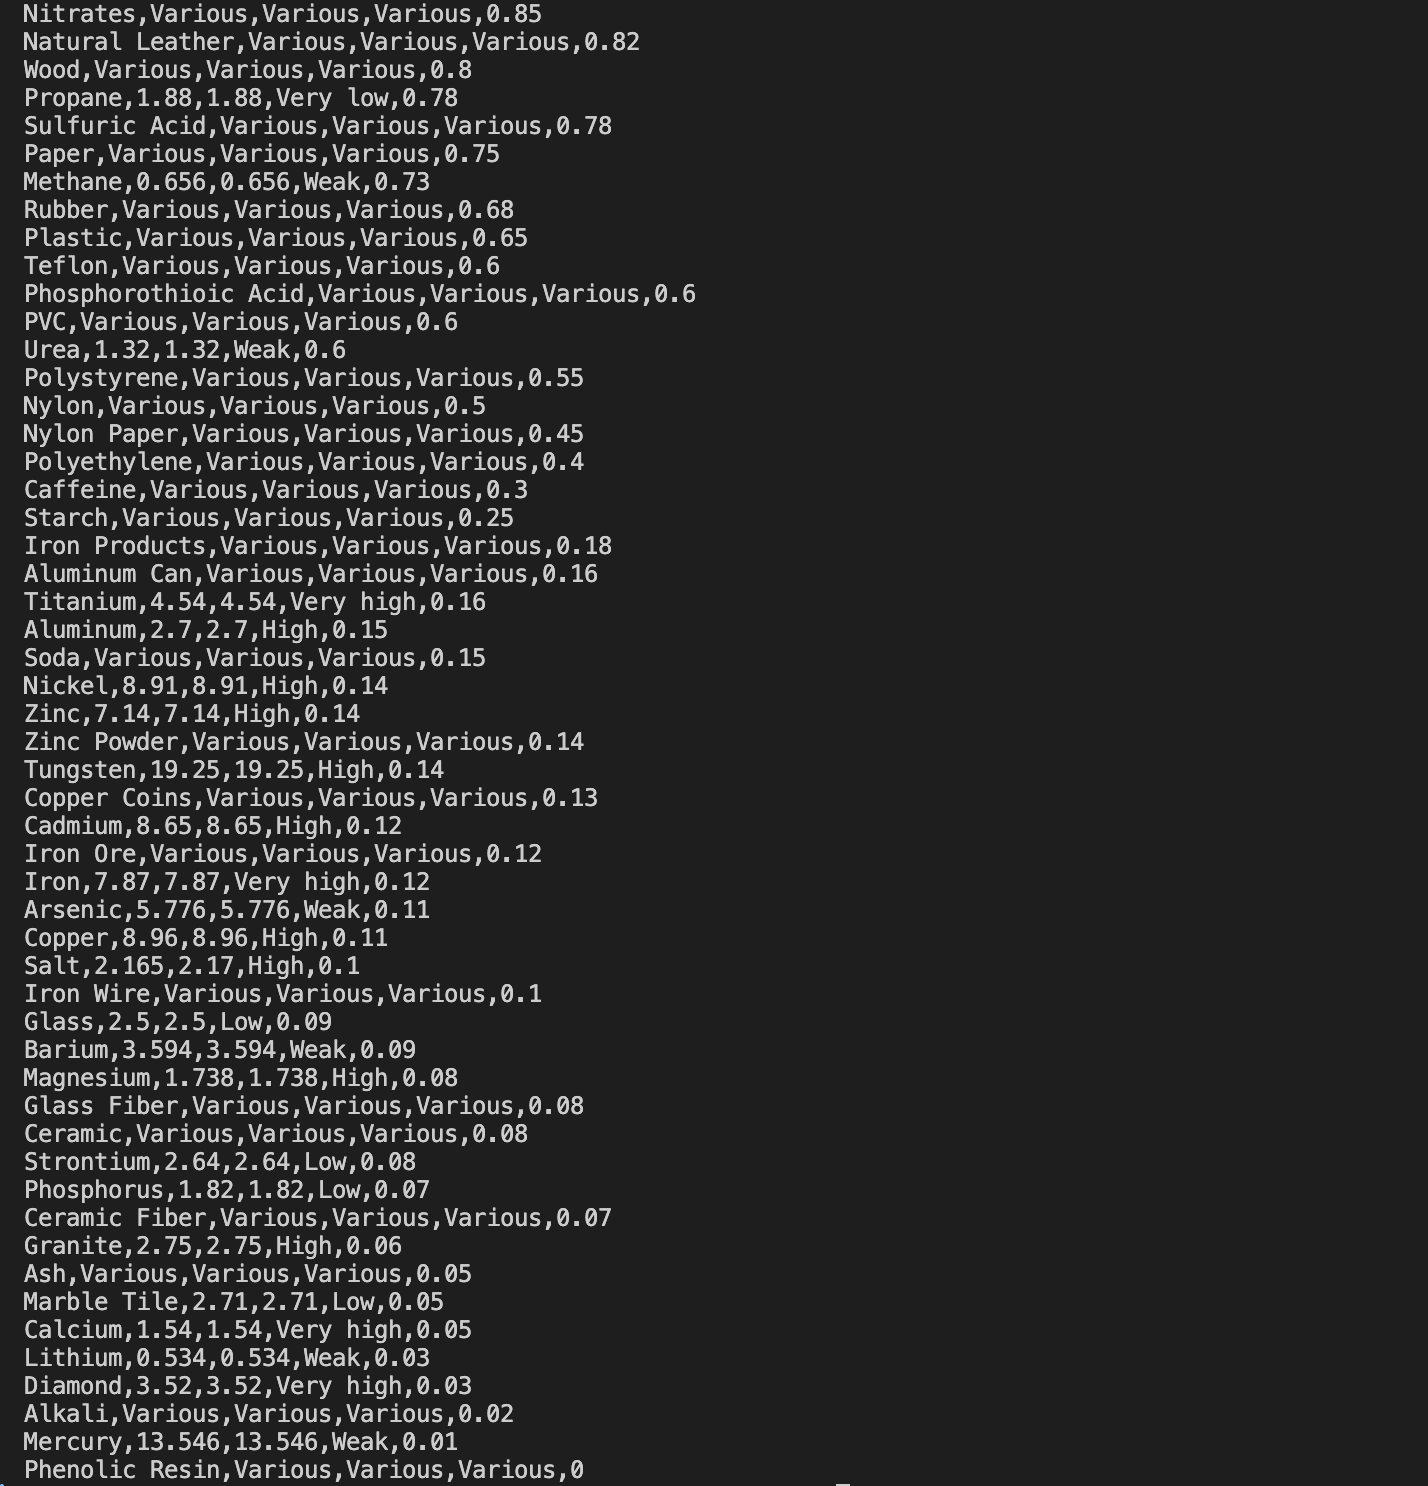 Nitrates,Various,Various,Various,0.85
Natural Leather,Various,Various,Various,0.82
Wood,Various,Various,Various,0.8
Propane,1.88,1.88,Very low,0.78
Sulfuric Acid,Various,Various,Various,0.78
Paper,Various,Various,Various,0.75
Methane,0.656,0.656,Weak,0.73
Rubber,Various,Various,Various,0.68
Plastic,Various,Various,Various,0.65
Teflon,Various,Various,Various,0.6
Phosphorothioic Acid,Various,Various,Various,0.6
PVC,Various,Various,Various,0.6
Urea,1.32,1.32,Weak,0.6
Polystyrene,Various,Various,Various,0.55
Nylon,Various,Various,Various,0.5
Nylon Paper,Various,Various,Various,0.45
Polyethylene,Various,Various,Various,0.4
Caffeine,Various,Various,Various,0.3
Starch,Various,Various,Various,0.25
Iron Products,Various,Various,Various,0.18
Aluminum Can,Various,Various,Various,0.16
Titanium,4.54,4.54,Very high,0.16
Aluminum,2.7,2.7,High,0.15
Soda,Various,Various,Various,0.15
Nickel,8.91,8.91,High,0.14
Zinc,7.14,7.14,High,0.14
Zinc Powder,Various,Various,Various,0.14
Tungsten,19.25,19.25,High,0.14
Copper Coins,Various,Various,Various,0.13
Cadmium,8.65,8.65,High,0.12
Iron Ore,Various,Various,Various,0.12
Iron,7.87,7.87,Very high,0.12
Arsenic,5.776,5.776,Weak,0.11
Copper,8.96,8.96,High,0.11
Salt,2.165,2.17,High,0.1
Iron Wire,Various,Various,Various,0.1
Glass,2.5,2.5,Low,0.09
Barium,3.594,3.594,Weak,0.09
Magnesium,1.738,1.738,High,0.08
Glass Fiber,Various,Various,Various,0.08
Ceramic,Various,Various,Various,0.08
Strontium,2.64,2.64,Low,0.08
Phosphorus,1.82,1.82,Low,0.07
Ceramic Fiber,Various,Various,Various,0.07
Granite,2.75,2.75,High,0.06
Ash,Various,Various,Various,0.05
Marble Tile,2.71,2.71,Low,0.05
Calcium,1.54,1.54,Very high,0.05
Lithium,0.534,0.534,Weak,0.03
Diamond,3.52,3.52,Very high,0.03
Alkali,Various,Various,Various,0.02
Mercury,13.546,13.546,Weak,0.01
Phenolic Resin,Various,Various,Various,0